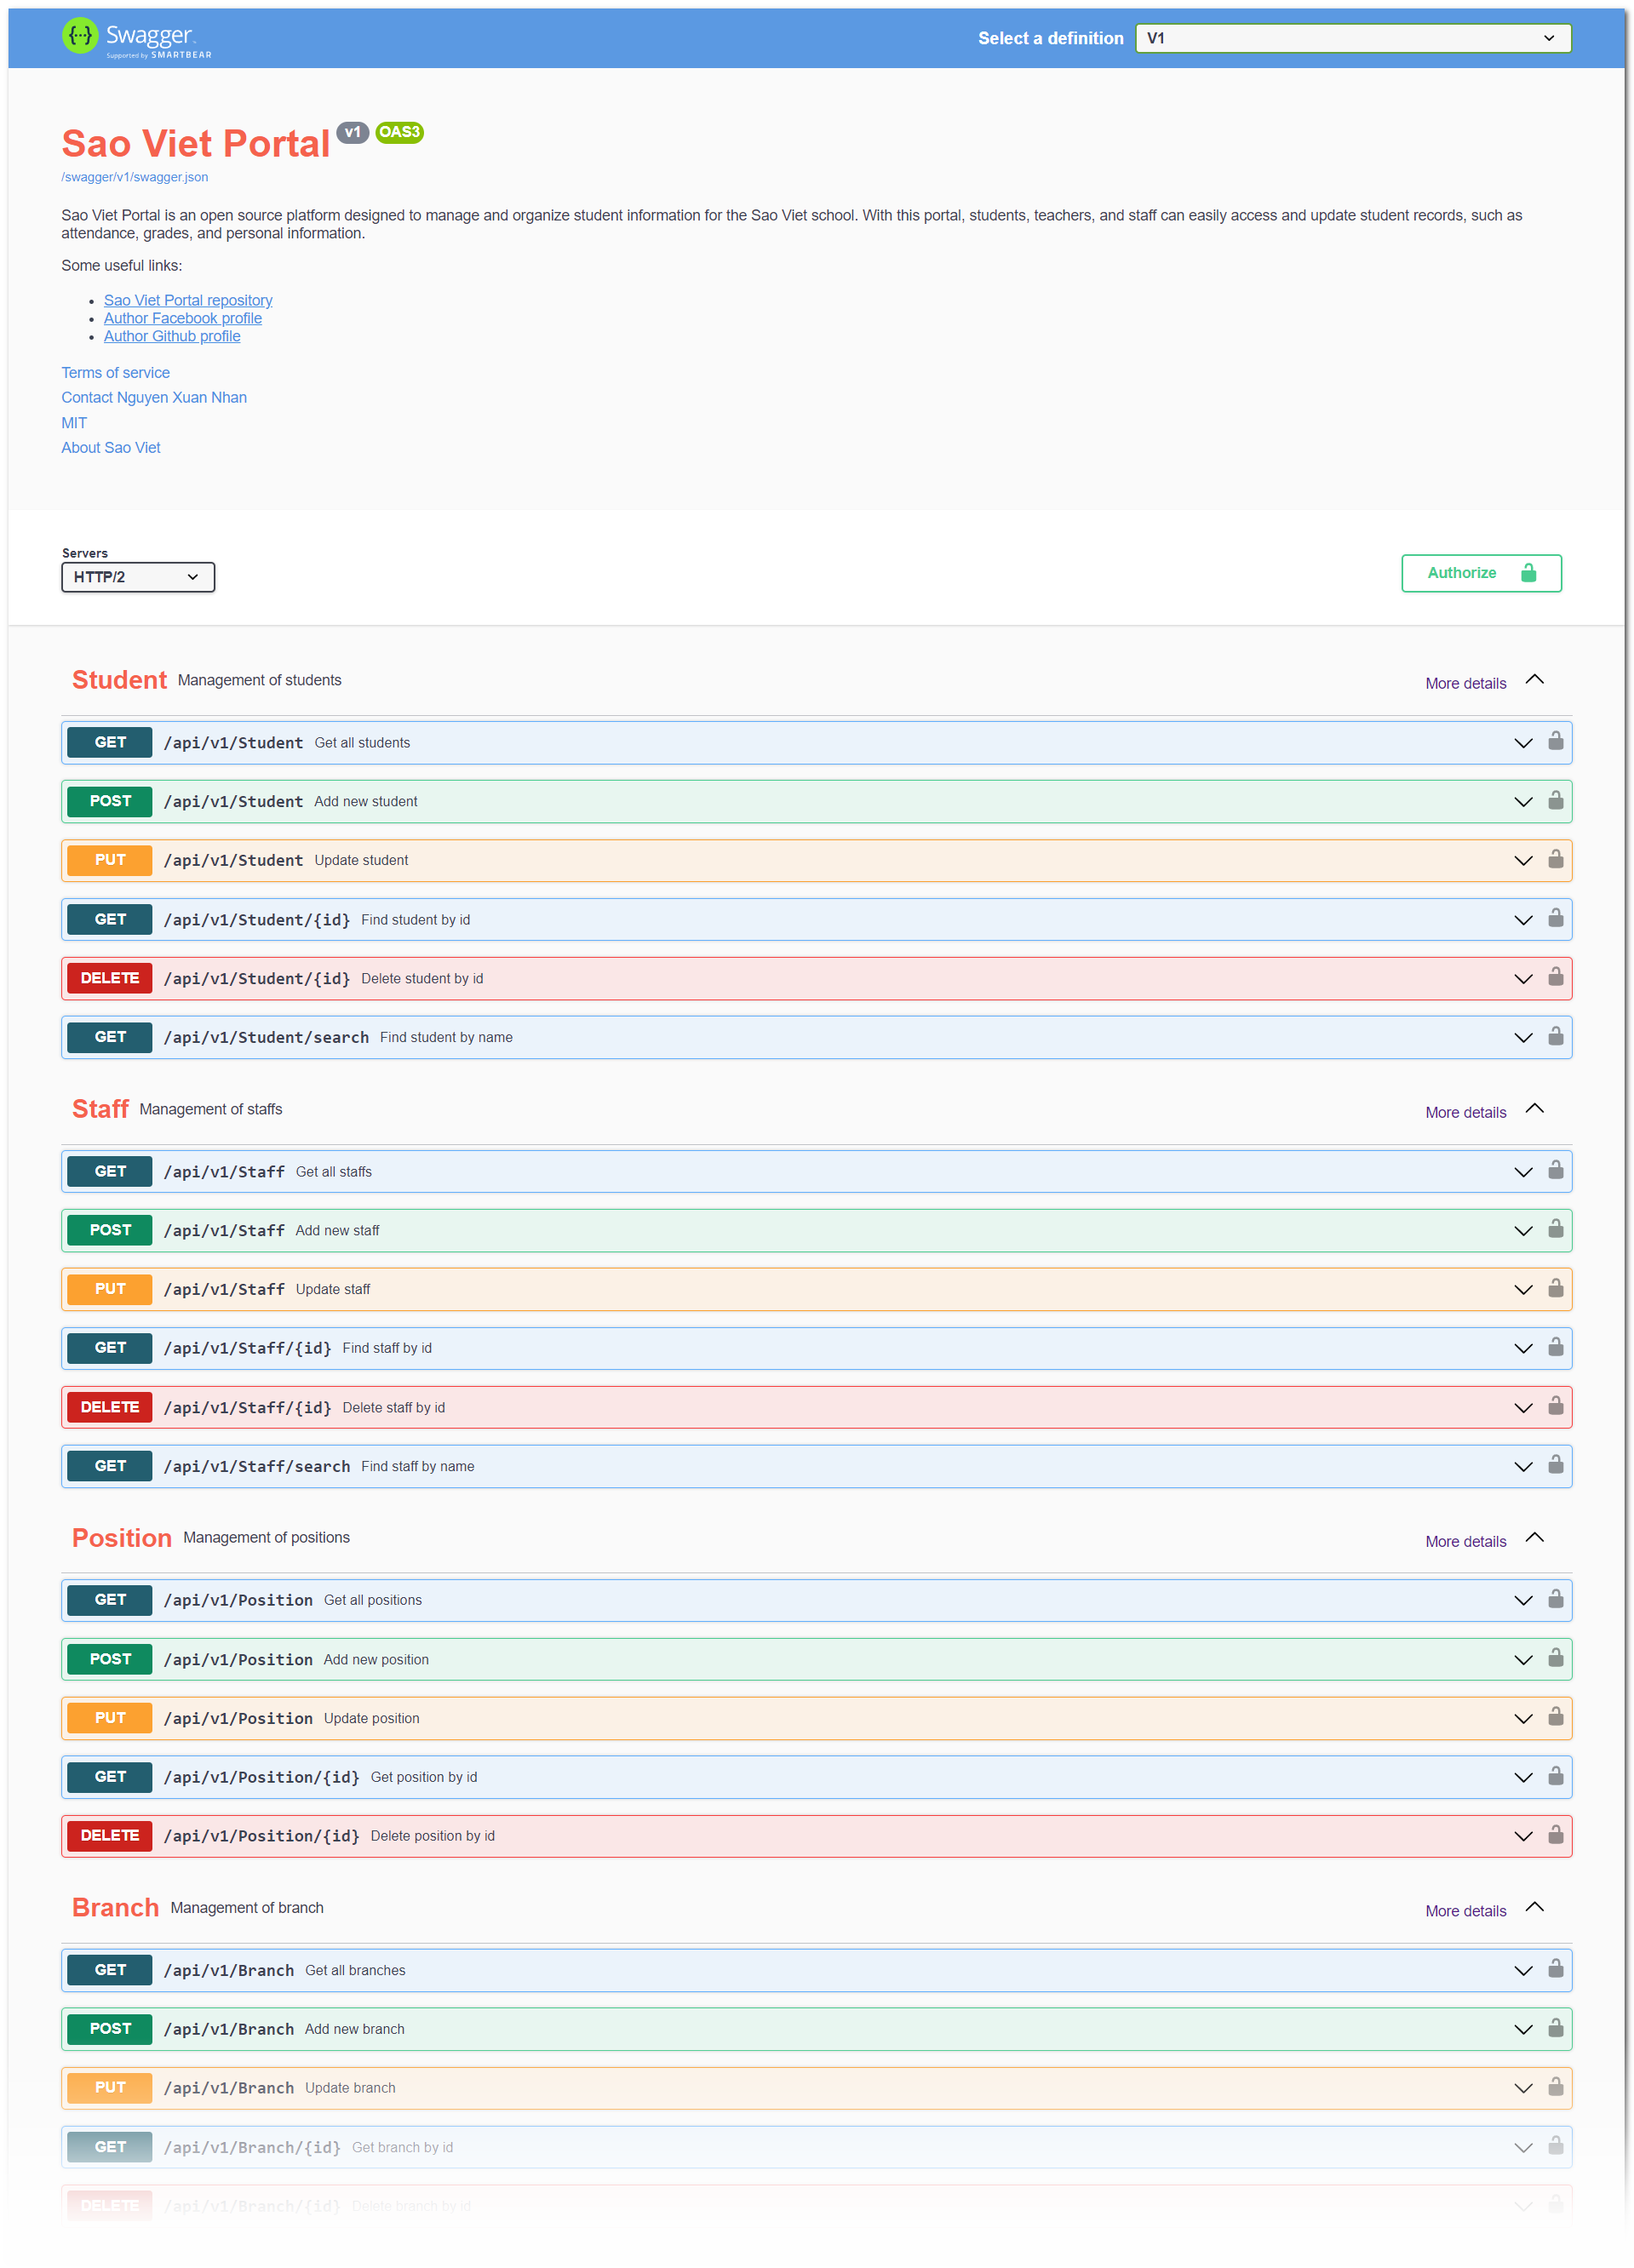 Swagger.
Supported by SMARTBEAR
Select a definition
V1
Sao Viet Portal v1 OAS3
/swagger/v1/swagger.json
Sao Viet Portal is an open source platform designed to manage and organize student information for the Sao Viet school. With this portal, students, teachers, and staff can easily access and update student records, such as
attendance, grades, and personal information.
Some useful links:
Sao Viet Portal repository
Author Facebook profile
Author Github profile
Terms of service
Contact Nguyen Xuan Nhan
MIT
About Sao Viet
Servers
HTTP/2
Authorize
Student Management of students More details
GET /api/v1/Student Get all students
POST /api/v1/Student Add new student
PUT /api/v1/Student Update student
GET /api/v1/Student/{id} Find student by id
DELETE /api/v1/Student/{id} Delete student by id
GET /api/v1/Student/search Find student by name
Staff Management of staffs More details
GET /api/v1/Staff Get all staffs
POST /api/v1/Staff Add new staff
PUT /api/v1/Staff Update staff
GET /api/v1/Staff/{id} Find staff by id
DELETE /api/v1/Staff/{id} Delete staff by id
GET /api/v1/Staff/search Find staff by name
Position Management of positions More details
GET /api/v1/Position Get all positions
POST /api/v1/Position Add new position
PUT /api/v1/Position Update position
GET /api/v1/Position/{id} Get position by id
DELETE /api/v1/Position/{id} Delete position by id
Branch Management of branch More details
GET /api/v1/Branch Get all branches
POST /api/v1/Branch Add new branch
PUT /api/v1/Branch Update branch
GET /api/v1/Branch/{id} Get branch by id
DELETE /api/v1/Branch/{id} Delete branch by id